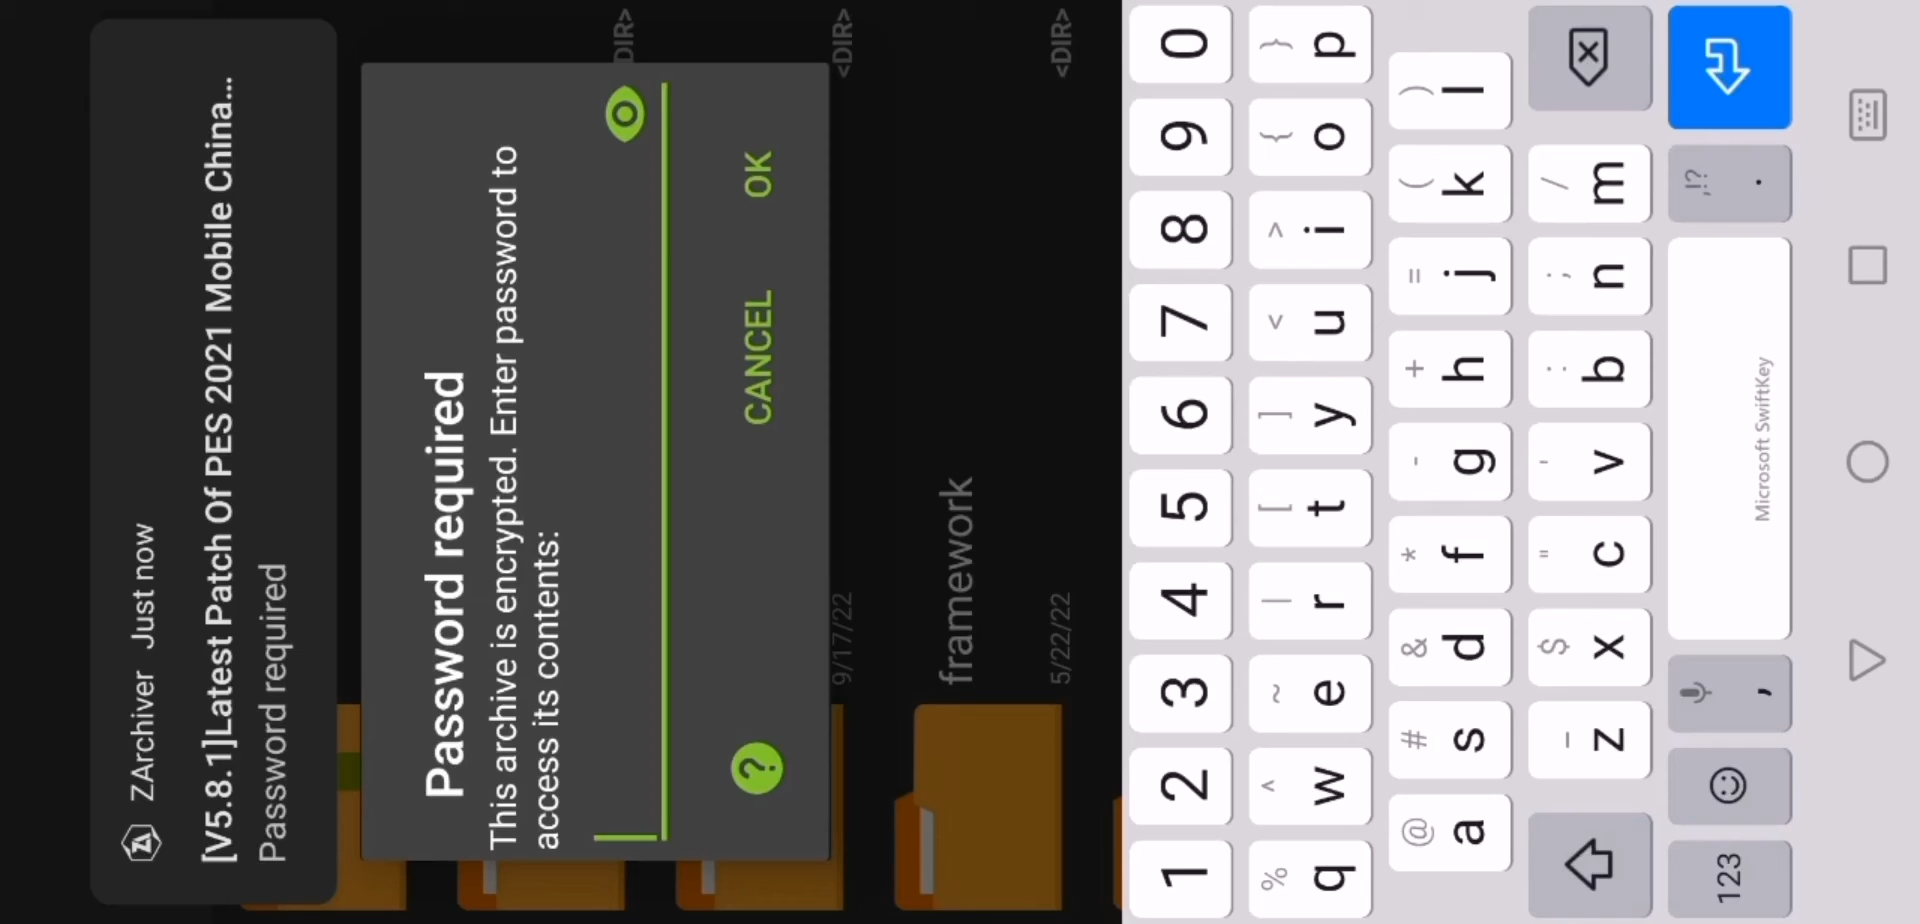 ZArchiver Just now
[V5.8.1]Latest Patch Of PES 2021 Mobile China...
Password required
<DIR>
Password required
This archive is encrypted. Enter password to
access its contents:
? CANCEL OK
9/17/22 <DIR>
framework
5/22/22 <DIR>
1 2 3 4 5 6 7 8 9 0
% ^ ~ | [ ] < > { }
q w e r t y u i o p
@ # & * - + = ( )
a s d f g h j k l
_ $ " ' : ; /
z x c v b n m
,!?
123 , Microsoft SwiftKey .